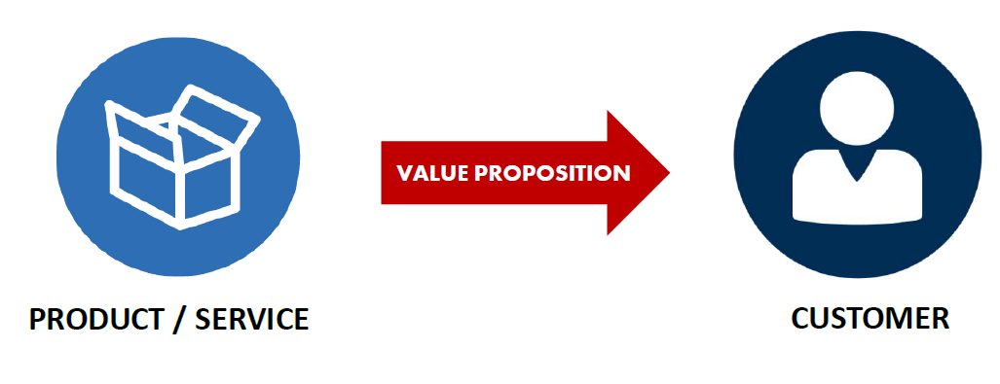 VALUE PROPOSITION
PRODUCT / SERVICE
CUSTOMER